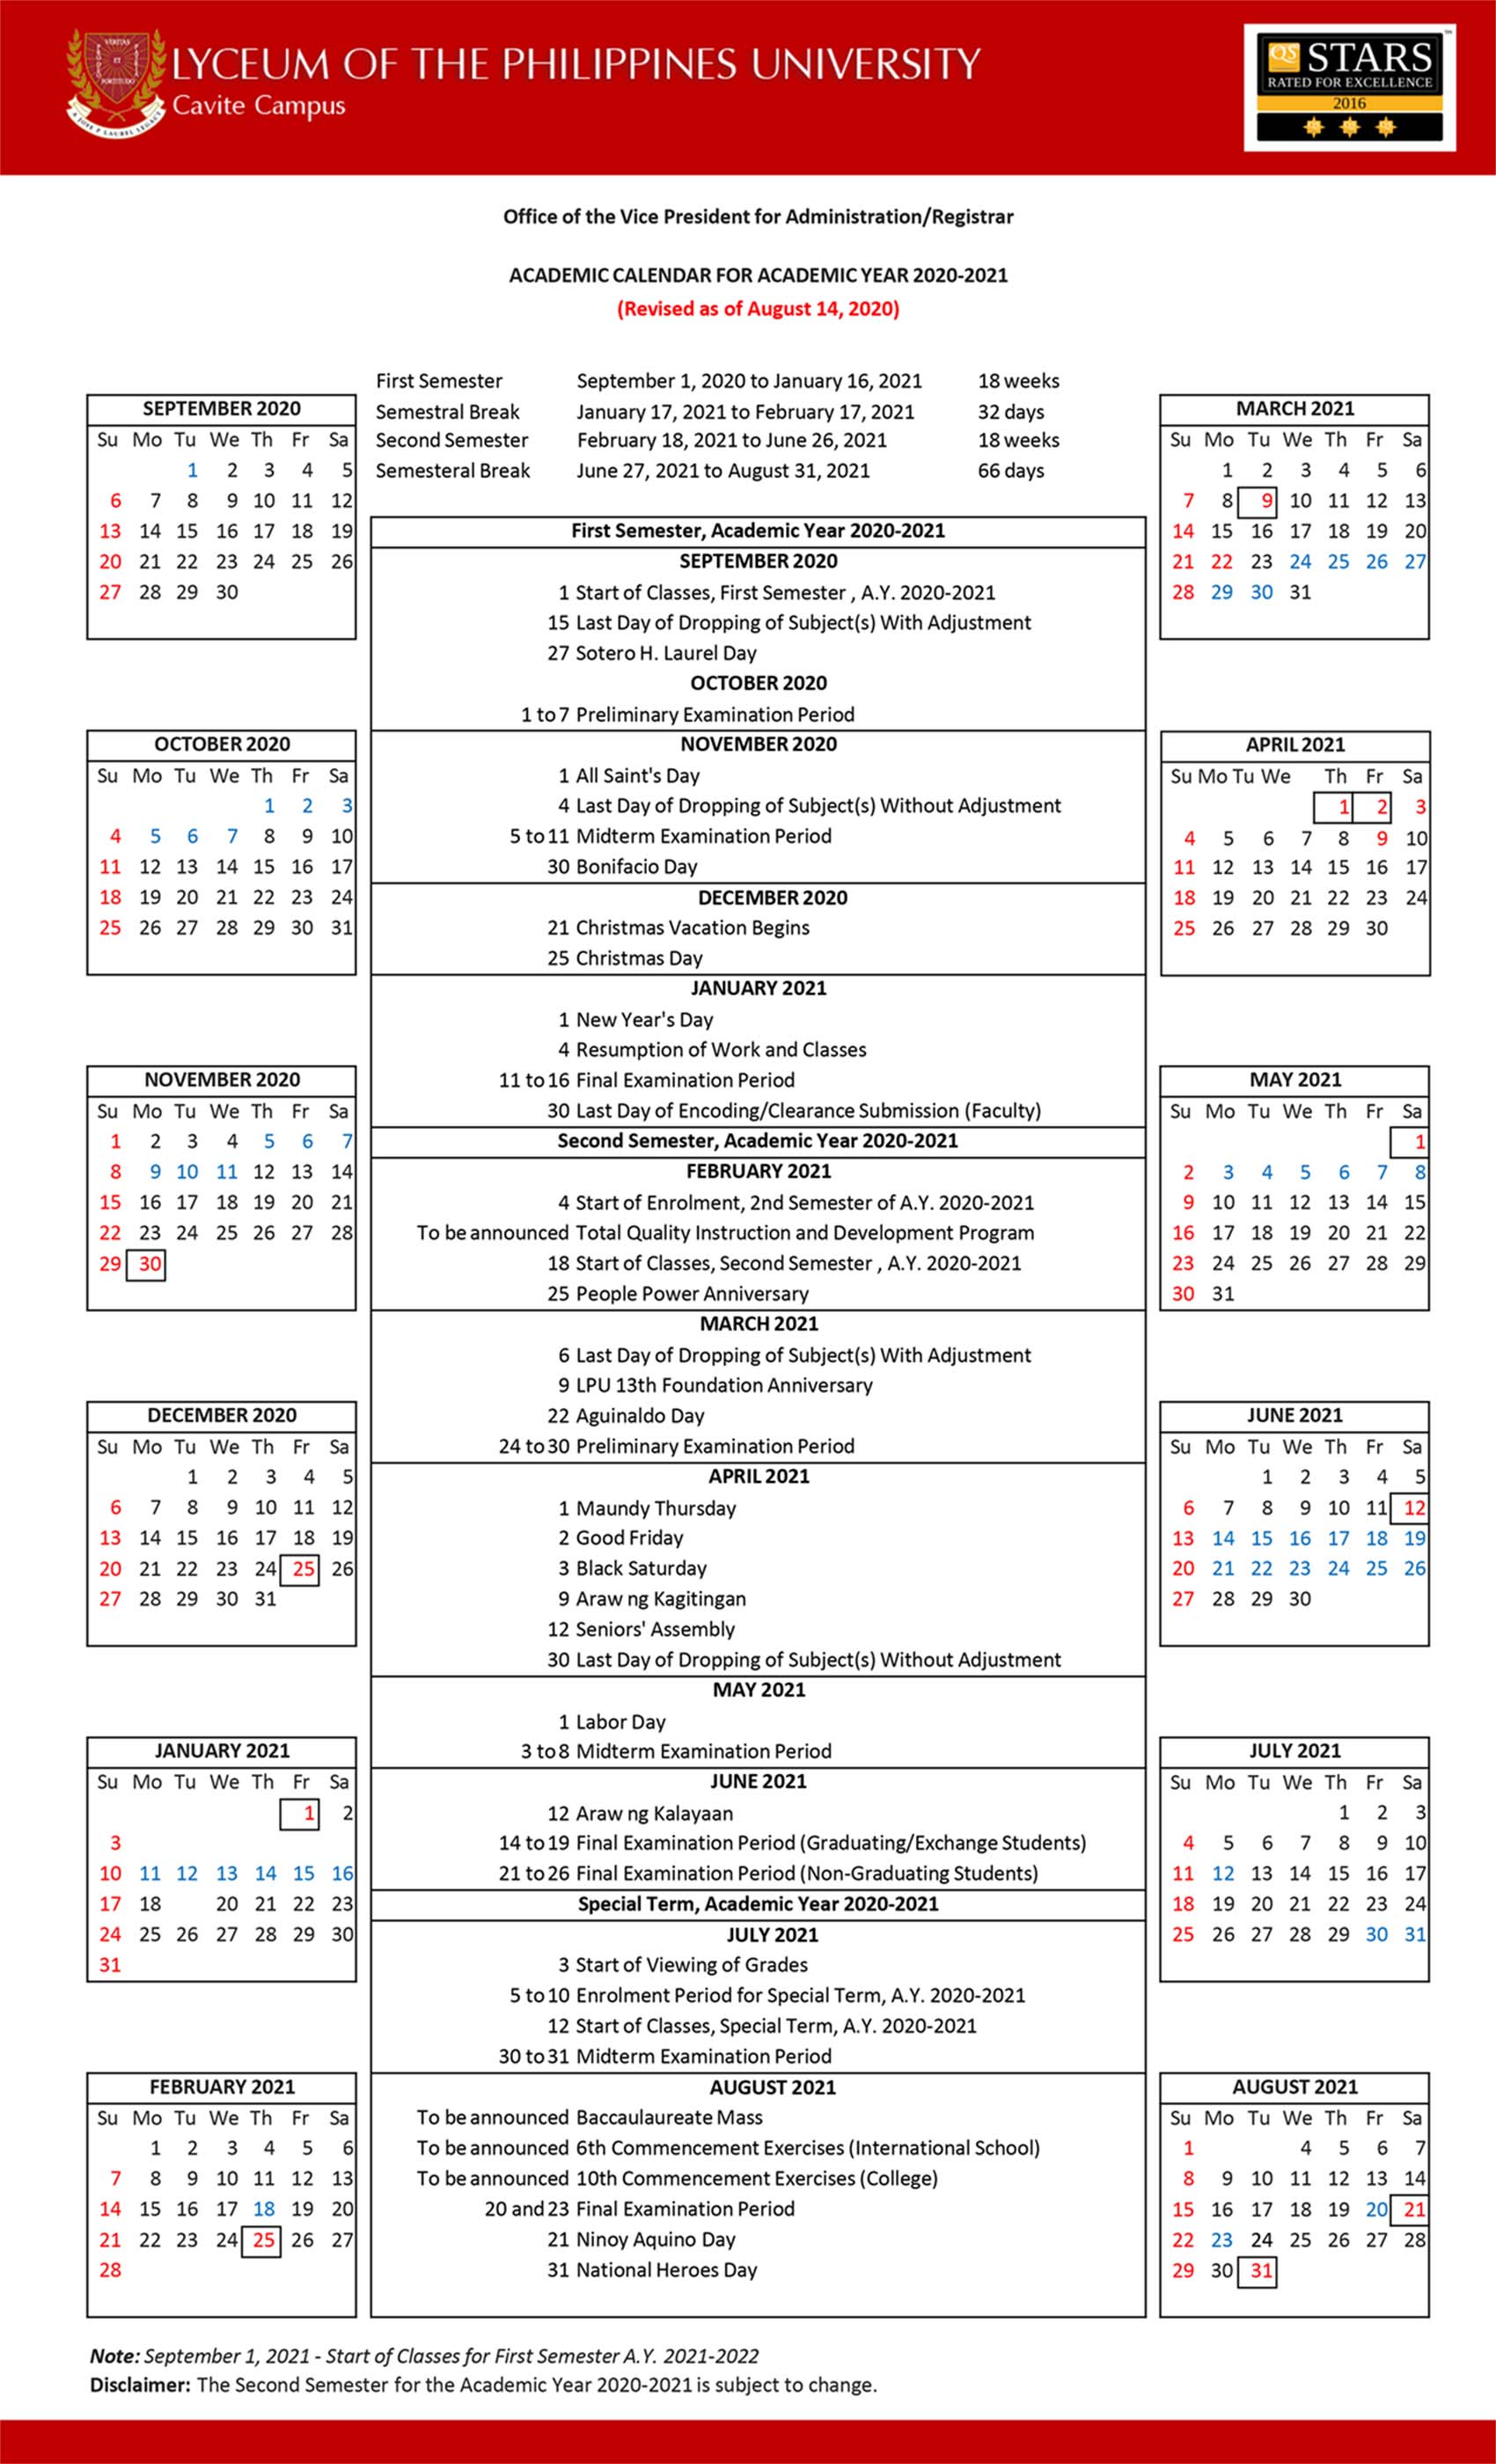 LYCEUM OF THE PHILIPPINES UNIVERSITY
Cavite Campus
VERITAS
ET
FORTITUDO
A JOSE P LAUREL LEGACY
QS STARS™
RATED FOR EXCELLENCE
2016
Office of the Vice President for Administration/Registrar
ACADEMIC CALENDAR FOR ACADEMIC YEAR 2020-2021
(Revised as of August 14, 2020)
First Semester September 1, 2020 to January 16, 2021 18 weeks
Semestral Break January 17, 2021 to February 17, 2021 32 days
Second Semester February 18, 2021 to June 26, 2021 18 weeks
Semesteral Break June 27, 2021 to August 31, 2021 66 days
SEPTEMBER 2020
Su Mo Tu We Th Fr Sa
1 2 3 4 5
6 7 8 9 10 11 12
13 14 15 16 17 18 19
20 21 22 23 24 25 26
27 28 29 30
OCTOBER 2020
Su Mo Tu We Th Fr Sa
1 2 3
4 5 6 7 8 9 10
11 12 13 14 15 16 17
18 19 20 21 22 23 24
25 26 27 28 29 30 31
NOVEMBER 2020
Su Mo Tu We Th Fr Sa
1 2 3 4 5 6 7
8 9 10 11 12 13 14
15 16 17 18 19 20 21
22 23 24 25 26 27 28
29 30
DECEMBER 2020
Su Mo Tu We Th Fr Sa
1 2 3 4 5
6 7 8 9 10 11 12
13 14 15 16 17 18 19
20 21 22 23 24 25 26
27 28 29 30 31
JANUARY 2021
Su Mo Tu We Th Fr Sa
1 2
3
10 11 12 13 14 15 16
17 18 20 21 22 23
24 25 26 27 28 29 30
31
FEBRUARY 2021
Su Mo Tu We Th Fr Sa
1 2 3 4 5 6
7 8 9 10 11 12 13
14 15 16 17 18 19 20
21 22 23 24 25 26 27
28
First Semester, Academic Year 2020-2021
SEPTEMBER 2020
1 Start of Classes, First Semester , A.Y. 2020-2021
15 Last Day of Dropping of Subject(s) With Adjustment
27 Sotero H. Laurel Day
OCTOBER 2020
1 to 7 Preliminary Examination Period
NOVEMBER 2020
1 All Saint's Day
4 Last Day of Dropping of Subject(s) Without Adjustment
5 to 11 Midterm Examination Period
30 Bonifacio Day
DECEMBER 2020
21 Christmas Vacation Begins
25 Christmas Day
JANUARY 2021
1 New Year's Day
4 Resumption of Work and Classes
11 to 16 Final Examination Period
30 Last Day of Encoding/Clearance Submission (Faculty)
Second Semester, Academic Year 2020-2021
FEBRUARY 2021
4 Start of Enrolment, 2nd Semester of A.Y. 2020-2021
To be announced Total Quality Instruction and Development Program
18 Start of Classes, Second Semester , A.Y. 2020-2021
25 People Power Anniversary
MARCH 2021
6 Last Day of Dropping of Subject(s) With Adjustment
9 LPU 13th Foundation Anniversary
22 Aguinaldo Day
24 to 30 Preliminary Examination Period
APRIL 2021
1 Maundy Thursday
2 Good Friday
3 Black Saturday
9 Araw ng Kagitingan
12 Seniors' Assembly
30 Last Day of Dropping of Subject(s) Without Adjustment
MAY 2021
1 Labor Day
3 to 8 Midterm Examination Period
JUNE 2021
12 Araw ng Kalayaan
14 to 19 Final Examination Period (Graduating/Exchange Students)
21 to 26 Final Examination Period (Non-Graduating Students)
Special Term, Academic Year 2020-2021
JULY 2021
3 Start of Viewing of Grades
5 to 10 Enrolment Period for Special Term, A.Y. 2020-2021
12 Start of Classes, Special Term, A.Y. 2020-2021
30 to 31 Midterm Examination Period
AUGUST 2021
To be announced Baccaulaureate Mass
To be announced 6th Commencement Exercises (International School)
To be announced 10th Commencement Exercises (College)
20 and 23 Final Examination Period
21 Ninoy Aquino Day
31 National Heroes Day
MARCH 2021
Su Mo Tu We Th Fr Sa
1 2 3 4 5 6
7 8 9 10 11 12 13
14 15 16 17 18 19 20
21 22 23 24 25 26 27
28 29 30 31
APRIL 2021
Su Mo Tu We Th Fr Sa
1 2 3
4 5 6 7 8 9 10
11 12 13 14 15 16 17
18 19 20 21 22 23 24
25 26 27 28 29 30
MAY 2021
Su Mo Tu We Th Fr Sa
1
2 3 4 5 6 7 8
9 10 11 12 13 14 15
16 17 18 19 20 21 22
23 24 25 26 27 28 29
30 31
JUNE 2021
Su Mo Tu We Th Fr Sa
1 2 3 4 5
6 7 8 9 10 11 12
13 14 15 16 17 18 19
20 21 22 23 24 25 26
27 28 29 30
JULY 2021
Su Mo Tu We Th Fr Sa
1 2 3
4 5 6 7 8 9 10
11 12 13 14 15 16 17
18 19 20 21 22 23 24
25 26 27 28 29 30 31
AUGUST 2021
Su Mo Tu We Th Fr Sa
1 4 5 6 7
8 9 10 11 12 13 14
15 16 17 18 19 20 21
22 23 24 25 26 27 28
29 30 31
Note: September 1, 2021 - Start of Classes for First Semester A.Y. 2021-2022
Disclaimer: The Second Semester for the Academic Year 2020-2021 is subject to change.